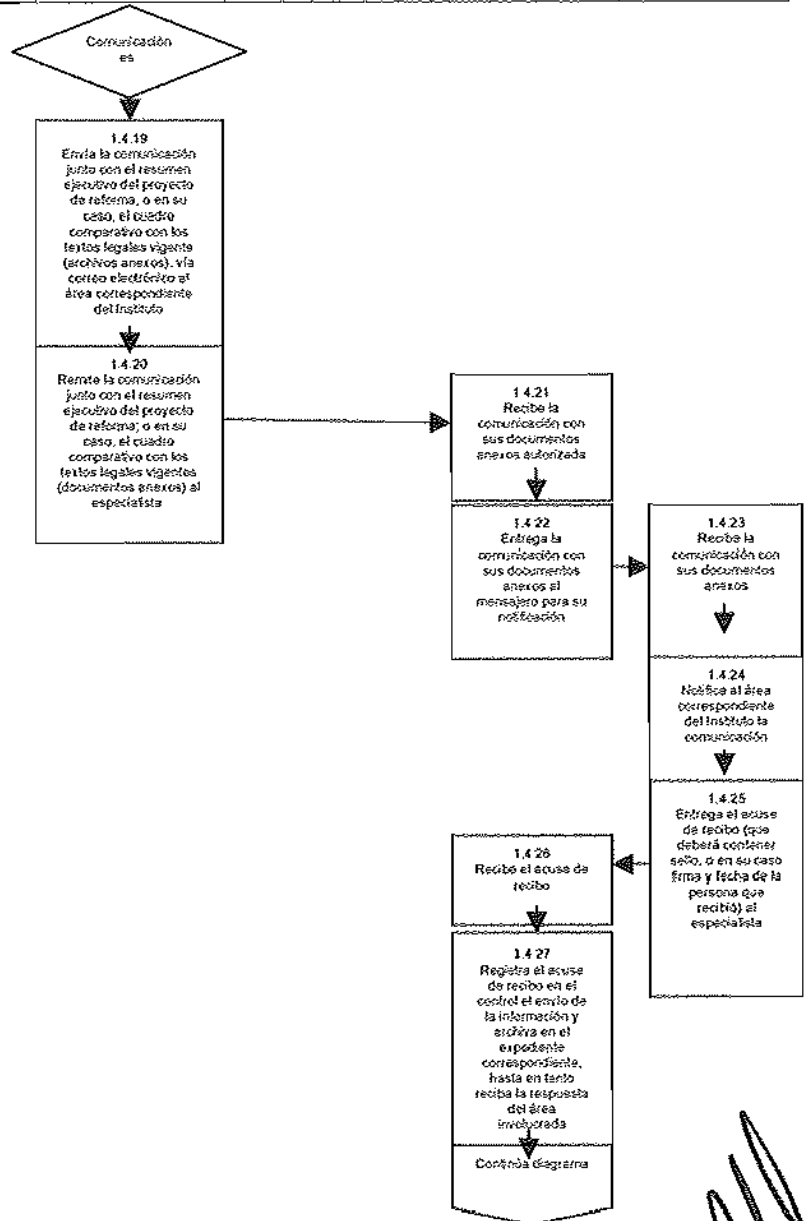 Comunicación
es
1.4.19
Envía la comunicación
junto con el resumen
ejecutivo del proyecto
de reforma, o en su
caso, el cuadro
comparativo con los
textos legales vigente
(archivos anexos), vía
correo electrónico al
área correspondiente
del Instituto
1.4.20
Remite la comunicación
junto con el resumen
ejecutivo del proyecto
de reforma; o en su
caso, el cuadro
comparativo con los
textos legales vigentes
(documentos anexos) al
especialista
1.4.21
Recibe la
comunicación con
sus documentos
anexos autorizada
1.4.22
Entrega la
comunicación con
sus documentos
anexos al
mensajero para su
notificación
1.4.23
Recibe la
comunicación con
sus documentos
anexos
1.4.24
Notifica al área
correspondiente
del Instituto la
comunicación
1.4.25
Entrega el acuse
de recibo (que
deberá contener
sello, o en su caso
firma y fecha de la
persona que
recibió) al
especialista
1.4.26
Recibe el acuse de
recibo
1.4.27
Registra el acuse
de recibo en el
control el envío de
la información y
archiva en el
expediente
correspondiente,
hasta en tanto
reciba la respuesta
del área
involucrada
Continúa diagrama